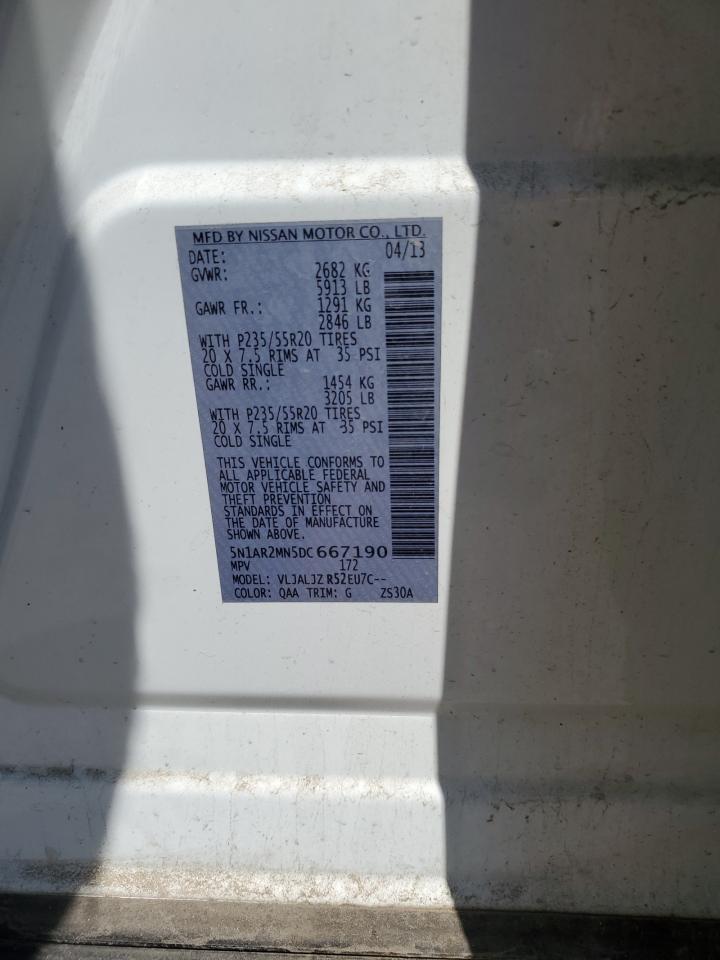 MFD BY NISSAN MOTOR CO., LTD.
DATE: 04/13
GVWR: 2682 KG
5913 LB
GAWR FR.: 1291 KG
2846 LB
WITH P235/55R20 TIRES
20 X 7.5 RIMS AT 35 PSI
COLD SINGLE
GAWR RR.: 1454 KG
3205 LB
WITH P235/55R20 TIRES
20 X 7.5 RIMS AT 35 PSI
COLD SINGLE
THIS VEHICLE CONFORMS TO
ALL APPLICABLE FEDERAL
MOTOR VEHICLE SAFETY AND
THEFT PREVENTION
STANDARDS IN EFFECT ON
THE DATE OF MANUFACTURE
SHOWN ABOVE.
5N1AR2MN5DC667190
MPV 172
MODEL: VLJALJZ R52EU7C--
COLOR: QAA TRIM: G ZS30A